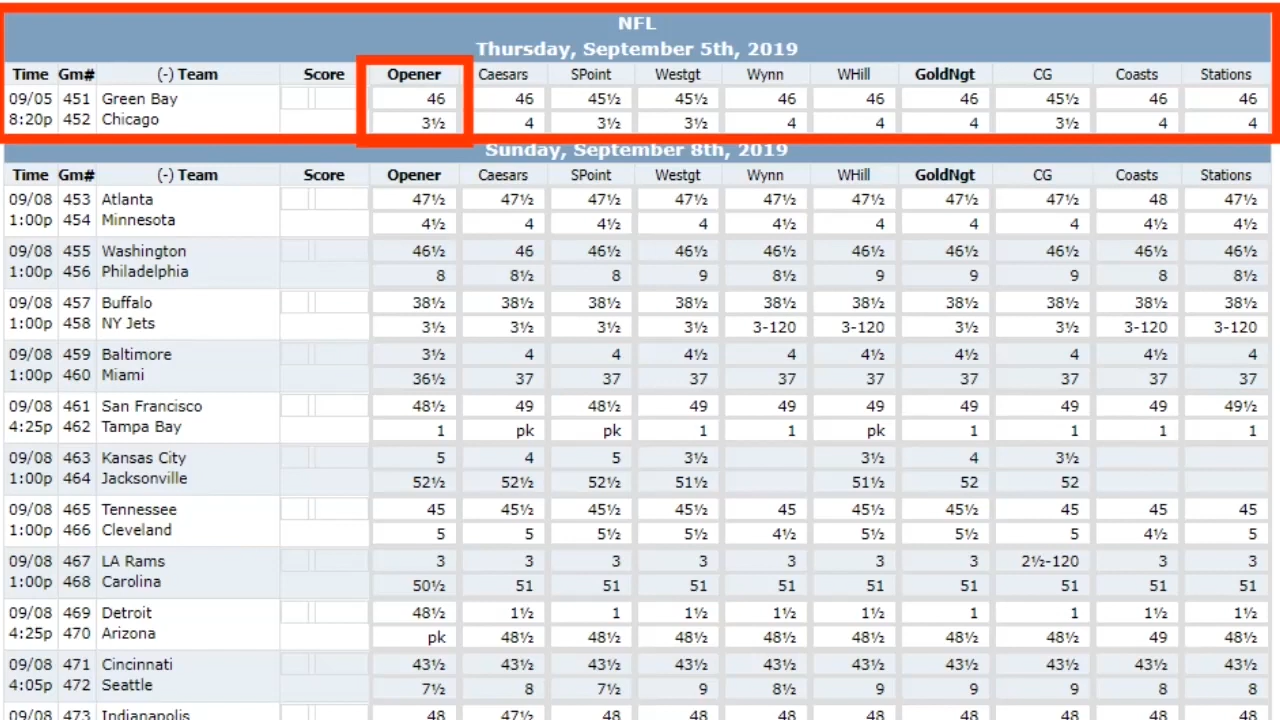 NFL
Thursday, September 5th, 2019
Time Gm# (-) Team Score Opener Caesars SPoint Westgt Wynn WHill GoldNgt CG Coasts Stations
09/05 451 Green Bay 46 46 45½ 45½ 46 46 46 45½ 46 46
8:20p 452 Chicago 3½ 4 3½ 3½ 4 4 4 3½ 4 4
Sunday, September 8th, 2019
Time Gm# (-) Team Score Opener Caesars SPoint Westgt Wynn WHill GoldNgt CG Coasts Stations
09/08 453 Atlanta 47½ 47½ 47½ 47½ 47½ 47½ 47½ 47½ 48 47½
1:00p 454 Minnesota 4½ 4 4½ 4 4½ 4 4 4 4½ 4½
09/08 455 Washington 46½ 46 46½ 46½ 46½ 46½ 46½ 46½ 46½ 46½
1:00p 456 Philadelphia 8 8½ 8 9 8½ 9 9 9 8 8½
09/08 457 Buffalo 38½ 38½ 38½ 38½ 38½ 38½ 38½ 38½ 38½ 38½
1:00p 458 NY Jets 3½ 3½ 3½ 3½ 3-120 3-120 3½ 3½ 3-120 3-120
09/08 459 Baltimore 3½ 4 4 4½ 4 4½ 4½ 4 4½ 4
1:00p 460 Miami 36½ 37 37 37 37 37 37 37 37 37
09/08 461 San Francisco 48½ 49 48½ 49 49 49 49 49 49 49½
4:25p 462 Tampa Bay 1 pk pk 1 1 pk 1 1 1 1
09/08 463 Kansas City 5 4 5 3½ 3½ 4 3½
1:00p 464 Jacksonville 52½ 52½ 52½ 51½ 51½ 52 52
09/08 465 Tennessee 45 45½ 45½ 45½ 45 45½ 45½ 45 45 45
1:00p 466 Cleveland 5 5 5½ 5½ 4½ 5½ 5½ 5 4½ 5
09/08 467 LA Rams 3 3 3 3 3 3 3 2½-120 3 3
1:00p 468 Carolina 50½ 51 51 51 51 51 51 51 51 51
09/08 469 Detroit 48½ 1½ 1 1½ 1½ 1½ 1 1 1½ 1½
4:25p 470 Arizona pk 48½ 48½ 48½ 48½ 48½ 48½ 48½ 49 48½
09/08 471 Cincinnati 43½ 43½ 43½ 43½ 43½ 43½ 43½ 43½ 43½ 43½
4:05p 472 Seattle 7½ 8 7½ 9 8½ 9 9 9 8 8
09/08 473 Indianapolis 48 47½ 48 48 48 48 48 48 48 48